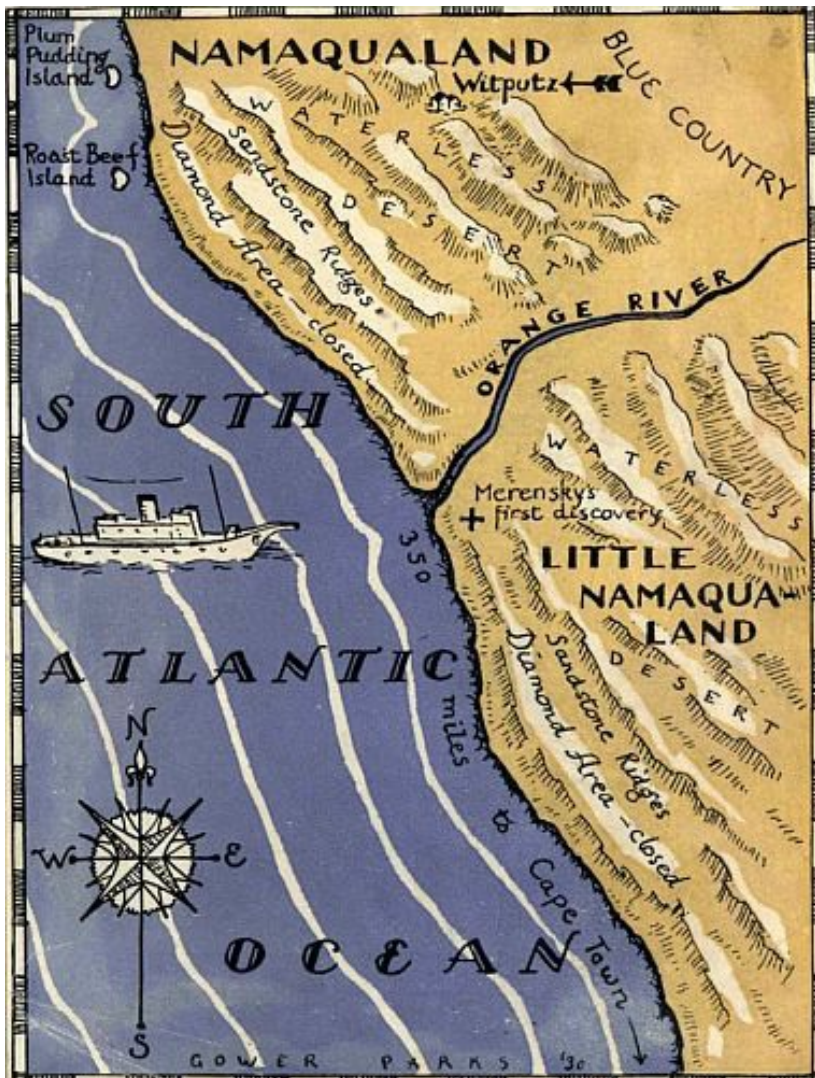 Plum
Pudding
Island
Roast Beef
Island
NAMAQUALAND
Witputz
BLUE COUNTRY
WATERLESS
DESERT
Sandstone Ridges
Diamond Area - closed
ORANGE RIVER
SOUTH
ATLANTIC
OCEAN
Merensky's
first discovery
WATERLESS
DESERT
LITTLE
NAMAQUA-
LAND
Sandstone Ridges
Diamond Area - closed
350 miles to Cape Town
N
W
E
S
GOWER PARKS '30